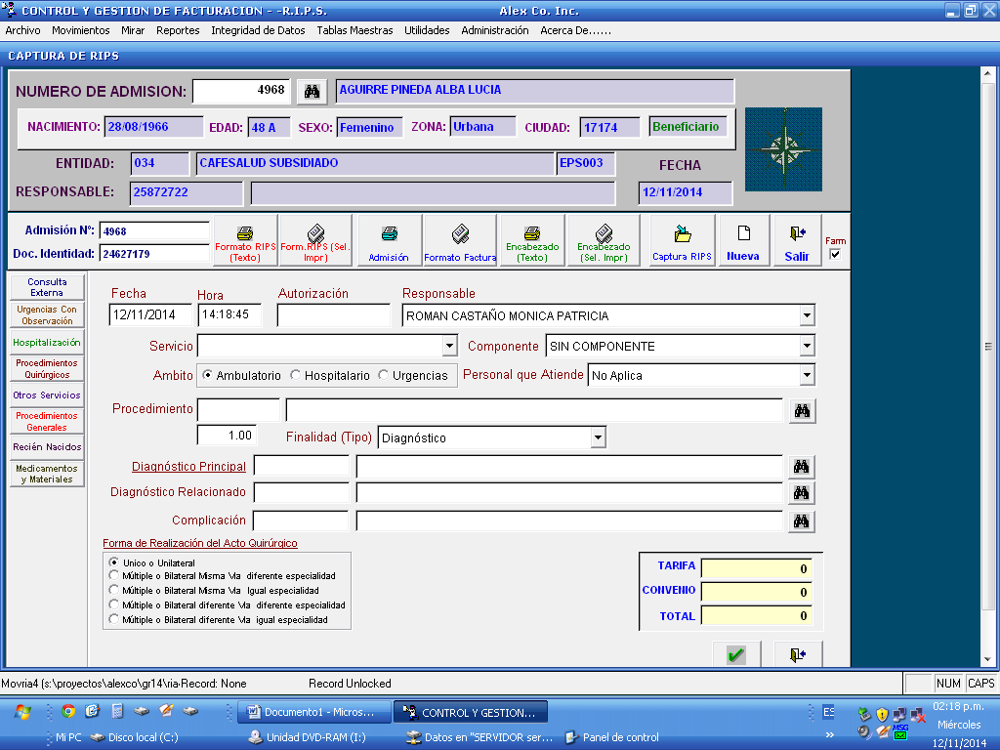 CONTROL Y GESTION DE FACTURACION - -R.I.P.S. Alex Co. Inc.
Archivo Movimientos Mirar Reportes Integridad de Datos Tablas Maestras Utilidades Administración Acerca De......
CAPTURA DE RIPS
NUMERO DE ADMISION: 4968 AGUIRRE PINEDA ALBA LUCIA
NACIMIENTO: 28/08/1966 EDAD: 48 A SEXO: Femenino ZONA: Urbana CIUDAD: 17174 Beneficiario
ENTIDAD: 034 CAFESALUD SUBSIDIADO EPS003 FECHA
RESPONSABLE: 25872722 12/11/2014
Admisión Nº: 4968
Doc. Identidad: 24627179
Formato RIPS
(Texto)
Form.RIPS (Sel.
Impr)
Admisión
Formato Factura
Encabezado
(Texto)
Encabezado
(Sel. Impr)
Captura RIPS
Nueva
Salir
Farm
Consulta
Externa
Urgencias Con
Observación
Hospitalización
Procedimientos
Quirúrgicos
Otros Servicios
Procedimientos
Generales
Recién Nacidos
Medicamentos
y Materiales
Fecha Hora Autorización Responsable
12/11/2014 14:18:45 ROMAN CASTAÑO MONICA PATRICIA
Servicio Componente SIN COMPONENTE
Ambito Ambulatorio Hospitalario Urgencias Personal que Atiende No Aplica
Procedimiento
1.00 Finalidad (Tipo) Diagnóstico
Diagnóstico Principal
Diagnóstico Relacionado
Complicación
Forma de Realización del Acto Quirúrgico
Unico o Unilateral
Múltiple o Bilateral Misma Vía diferente especialidad
Múltiple o Bilateral Misma Vía Igual especialidad
Múltiple o Bilateral diferente Vía diferente especialidad
Múltiple o Bilateral diferente Vía igual especialidad
TARIFA 0
CONVENIO 0
TOTAL 0
Movria4 (s:\proyectos\alexco\gr14\ria-Record: None Record Unlocked NUM CAPS
Documento1 - Micros... CONTROL Y GESTION... ES 02:18 p.m.
Miércoles
MSG
Mi PC Disco local (C:) Unidad DVD-RAM (I:) Datos en "SERVIDOR ser... Panel de control » 12/11/2014